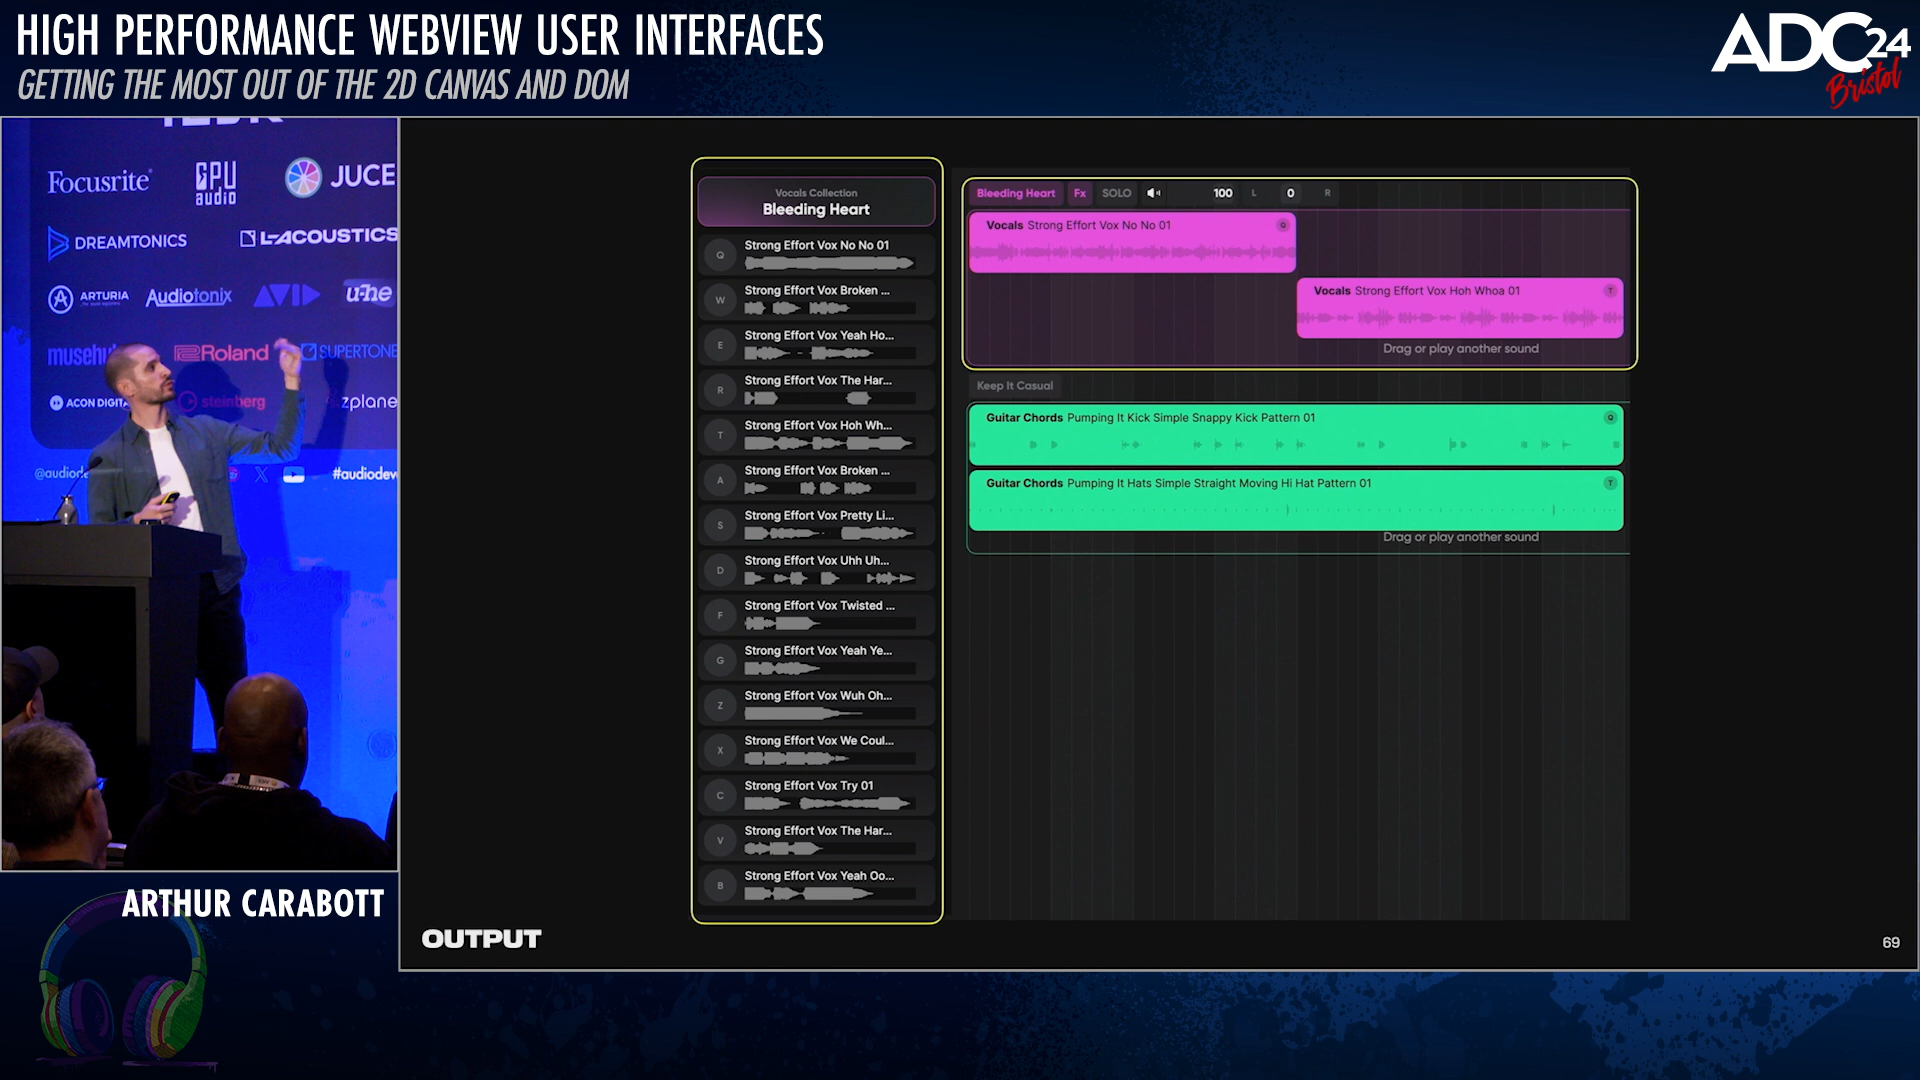 HIGH PERFORMANCE WEBVIEW USER INTERFACES
GETTING THE MOST OUT OF THE 2D CANVAS AND DOM
ADC24
Bristol
Focusrite
GPU audio
JUCE
DREAMTONICS
L-ACOUSTICS
ARTURIA
Audiotonix
AVID
u-he
musehu
Roland
SUPERTONE
ACON DIGITA
steinberg
zplane
@audiode
#audiodev
ARTHUR CARABOTT
Vocals Collection
Bleeding Heart
Q Strong Effort Vox No No 01
W Strong Effort Vox Broken ...
E Strong Effort Vox Yeah Ho...
R Strong Effort Vox The Har...
T Strong Effort Vox Hoh Wh...
A Strong Effort Vox Broken ...
S Strong Effort Vox Pretty Li...
D Strong Effort Vox Uhh Uh...
F Strong Effort Vox Twisted ...
G Strong Effort Vox Yeah Ye...
Z Strong Effort Vox Wuh Oh...
X Strong Effort Vox We Coul...
C Strong Effort Vox Try 01
V Strong Effort Vox The Har...
B Strong Effort Vox Yeah Oo...
Bleeding Heart Fx SOLO 100 L 0 R
Vocals Strong Effort Vox No No 01 Q
Vocals Strong Effort Vox Hoh Whoa 01 T
Drag or play another sound
Keep It Casual
Guitar Chords Pumping It Kick Simple Snappy Kick Pattern 01 Q
Guitar Chords Pumping It Hats Simple Straight Moving Hi Hat Pattern 01 T
Drag or play another sound
OUTPUT
69